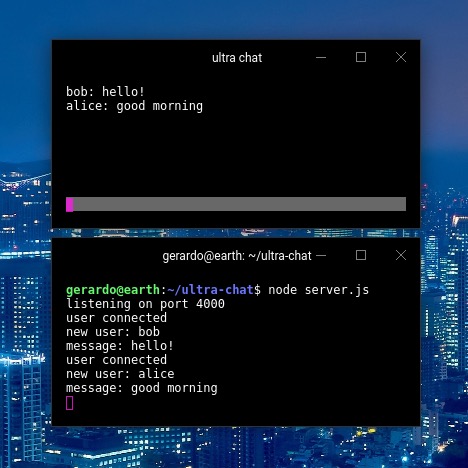 ultra chat
bob: hello!
alice: good morning
gerardo@earth: ~/ultra-chat
gerardo@earth:~/ultra-chat$ node server.js
listening on port 4000
user connected
new user: bob
message: hello!
user connected
new user: alice
message: good morning